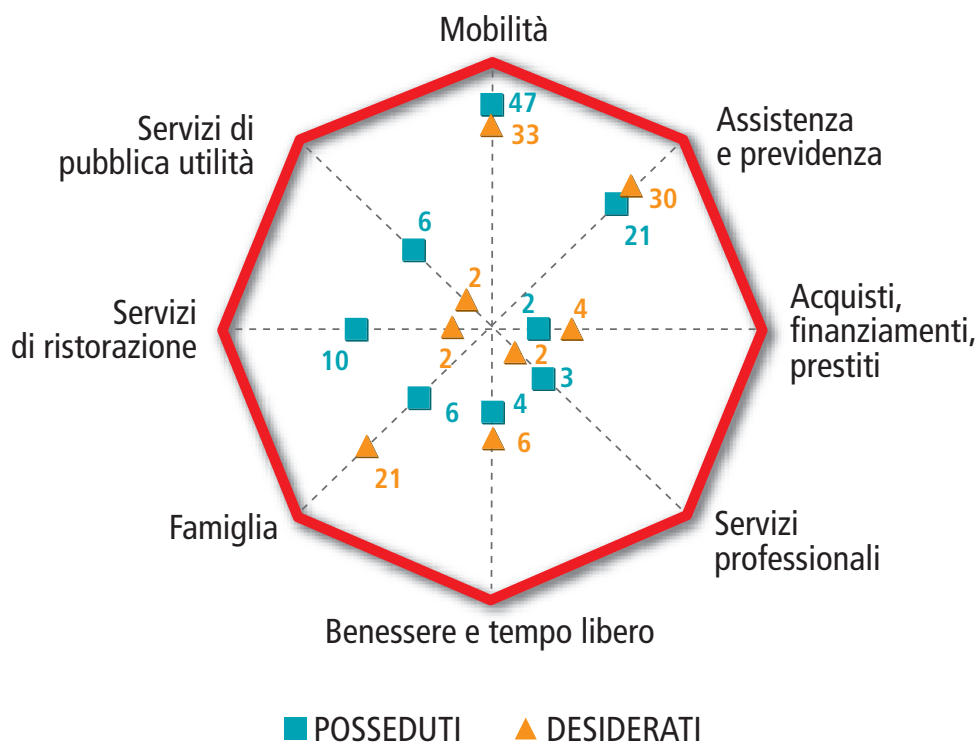 Mobilità
47
33
Servizi di
pubblica utilità
Assistenza
e previdenza
30
21
6
2
Servizi
di ristorazione
10
2
2
4
Acquisti,
finanziamenti,
prestiti
2
3
6
4
6
21
Famiglia
Servizi
professionali
Benessere e tempo libero
POSSEDUTI
DESIDERATI